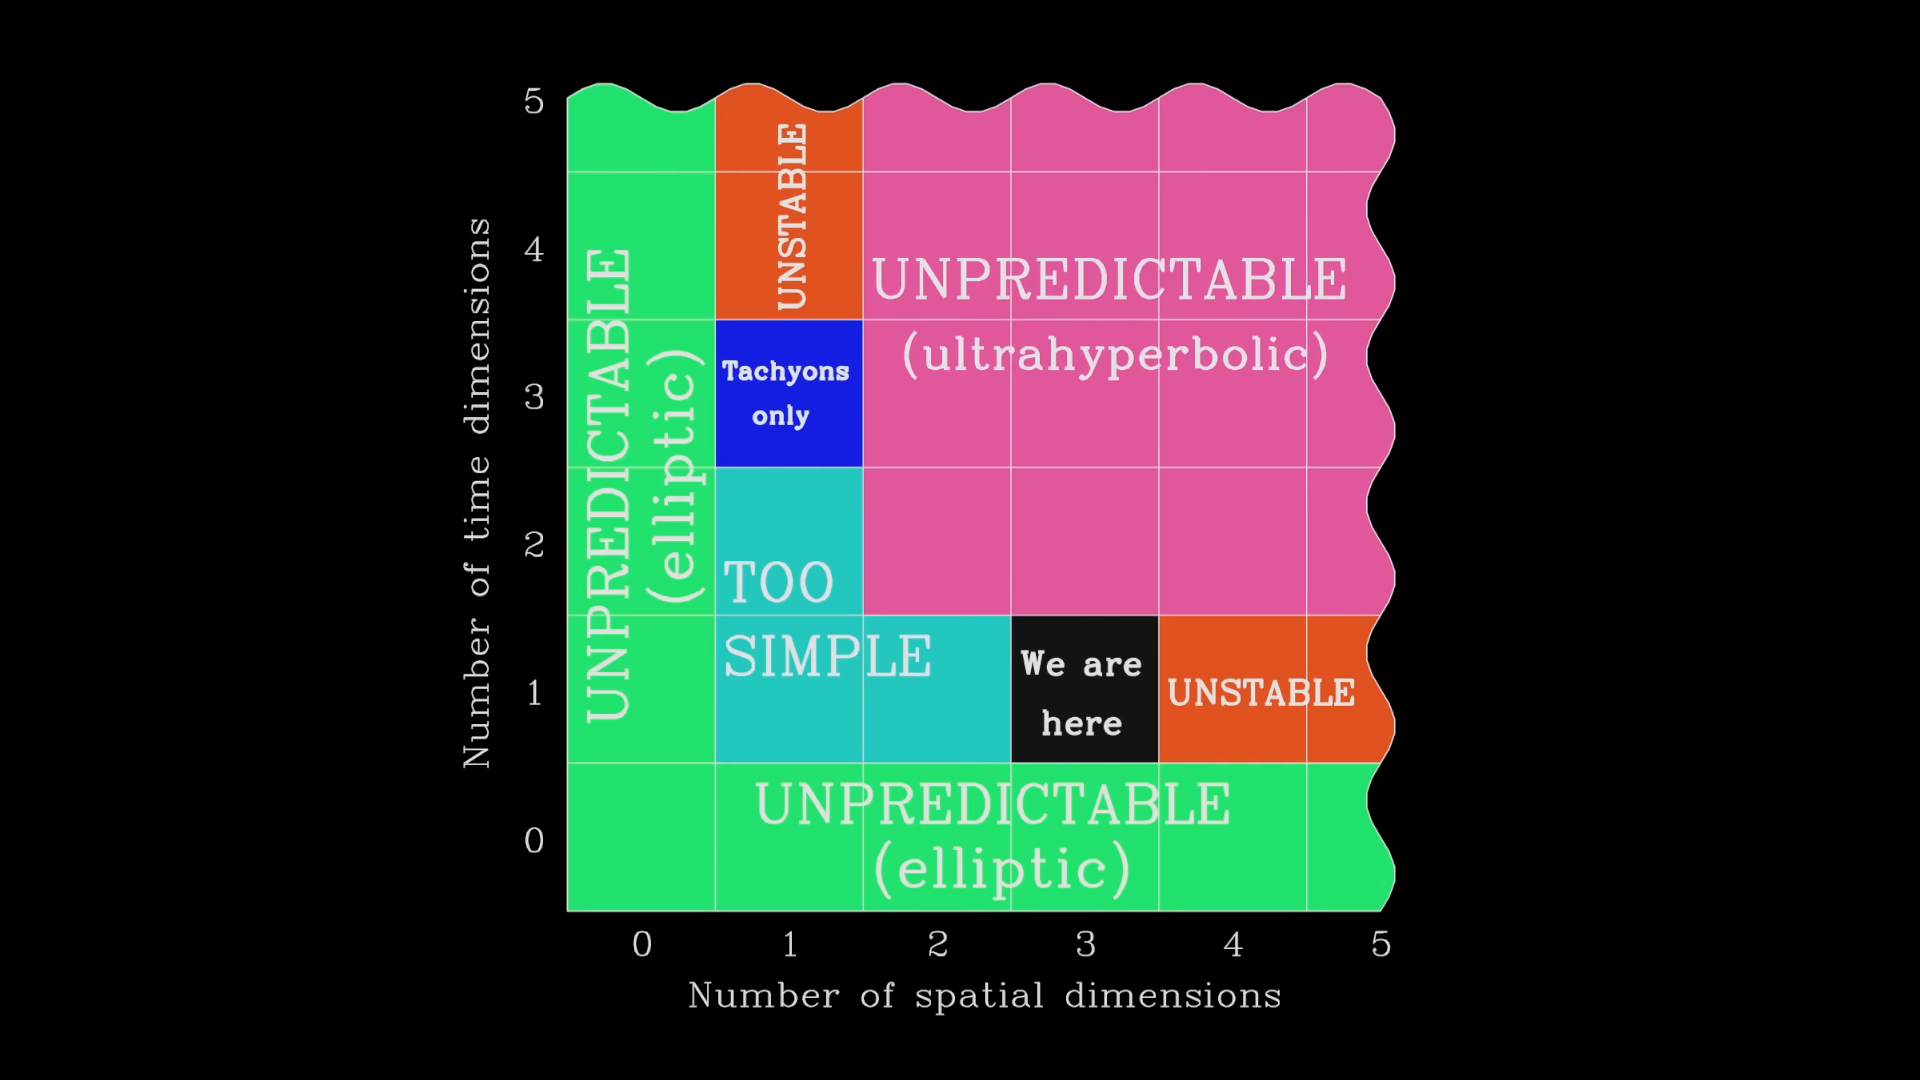 5
4
3
2
1
0
Number of time dimensions
UNPREDICTABLE
(elliptic)
UNSTABLE
UNPREDICTABLE
(ultrahyperbolic)
Tachyons
only
TOO
SIMPLE
We are
here
UNSTABLE
UNPREDICTABLE
(elliptic)
0 1 2 3 4 5
Number of spatial dimensions